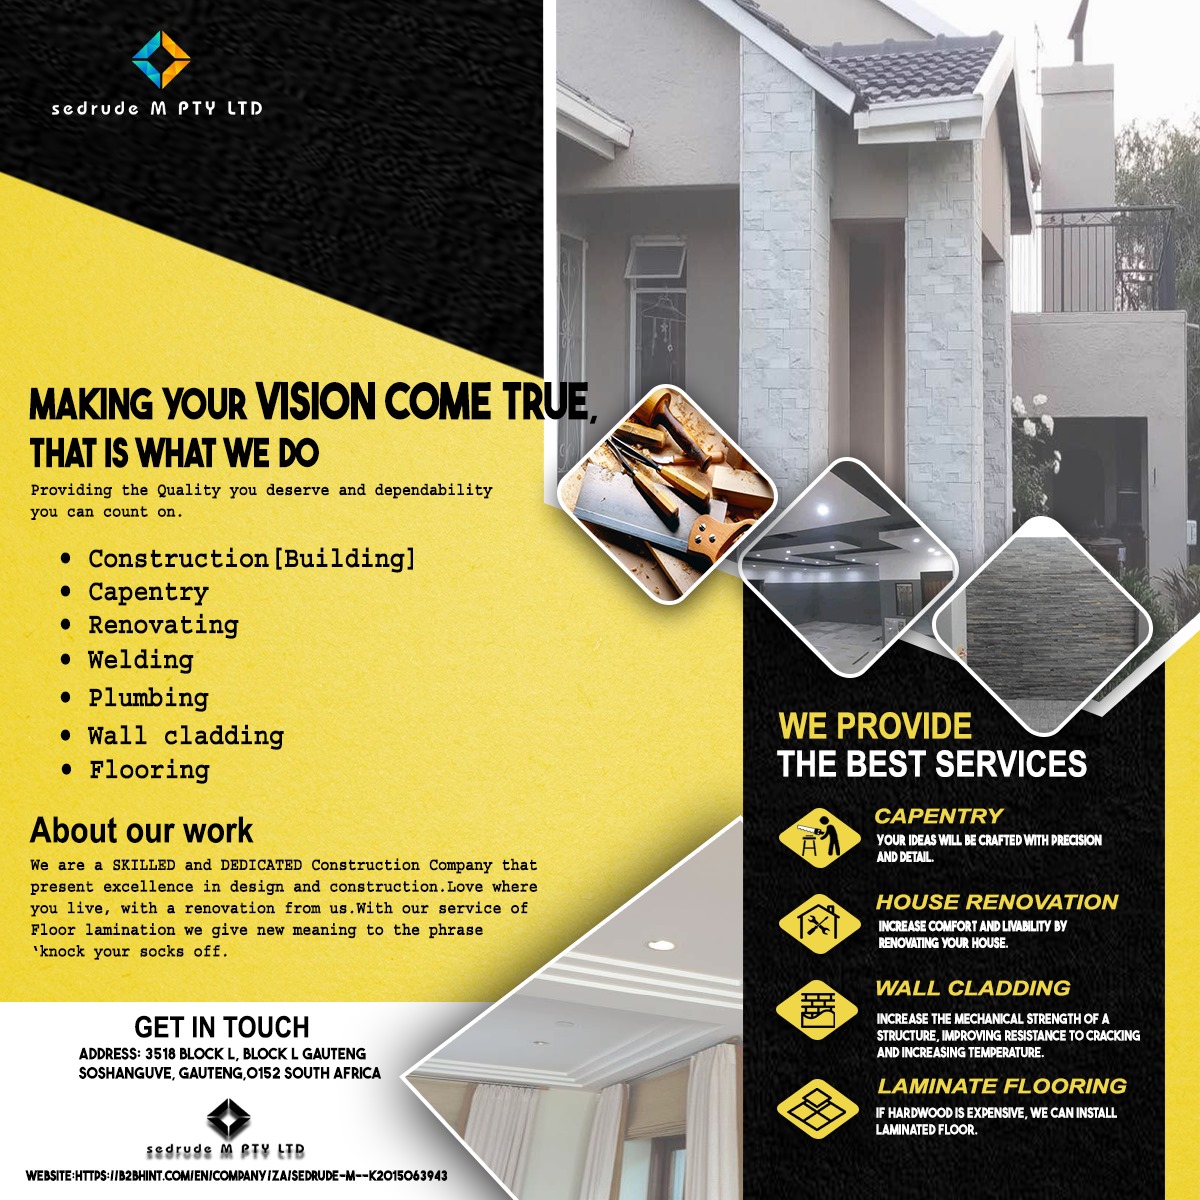 sedrude M PTY LTD
MAKING YOUR VISION COME TRUE,
THAT IS WHAT WE DO
Providing the Quality you deserve and dependability
you can count on.
• Construction[Building]
• Capentry
• Renovating
• Welding
• Plumbing
• Wall cladding
• Flooring
About our work
We are a SKILLED and DEDICATED Construction Company that
present excellence in design and construction.Love where
you live, with a renovation from us.With our service of
Floor lamination we give new meaning to the phrase
‘knock your socks off.
GET IN TOUCH
ADDRESS: 3518 BLOCK L, BLOCK L GAUTENG
SOSHANGUVE, GAUTENG,0152 SOUTH AFRICA
sedrude M PTY LTD
WEBSITE:HTTPS://B2BHINT.COM/EN/COMPANY/ZA/SEDRUDE-M--K2015063943
WE PROVIDE
THE BEST SERVICES
CAPENTRY
YOUR IDEAS WILL BE CRAFTED WITH PRECISION
AND DETAIL.
HOUSE RENOVATION
INCREASE COMFORT AND LIVABILITY BY
RENOVATING YOUR HOUSE.
WALL CLADDING
INCREASE THE MECHANICAL STRENGTH OF A
STRUCTURE, IMPROVING RESISTANCE TO CRACKING
AND INCREASING TEMPERATURE.
LAMINATE FLOORING
IF HARDWOOD IS EXPENSIVE, WE CAN INSTALL
LAMINATED FLOOR.